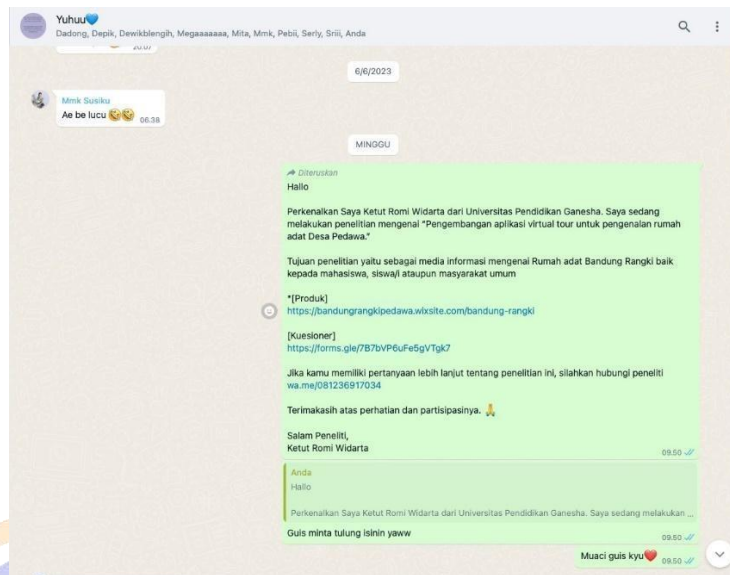 Yuhuu💙
Dadong, Depik, Dewikblengih, Megaaaaaaa, Mita, Mmk, Pebii, Serly, Sriii, Anda
20.07
6/6/2023
Mmk Susiku
Ae be lucu 🤣🤣 06.38
MINGGU
Diteruskan
Hallo
Perkenalkan Saya Ketut Romi Widarta dari Universitas Pendidikan Ganesha. Saya sedang
melakukan penelitian mengenai “Pengembangan aplikasi virtual tour untuk pengenalan rumah
adat Desa Pedawa.”
Tujuan penelitian yaitu sebagai media informasi mengenai Rumah adat Bandung Rangki baik
kepada mahasiswa, siswa/i ataupun masyarakat umum
*[Produk]
https://bandungrangkipedawa.wixsite.com/bandung-rangki
[Kuesioner]
https://forms.gle/7B7bVP6uFe5gVTgk7
Jika kamu memiliki pertanyaan lebih lanjut tentang penelitian ini, silahkan hubungi peneliti
wa.me/081236917034
Terimakasih atas perhatian dan partisipasinya. 🙏
Salam Peneliti,
Ketut Romi Widarta
09.50
Anda
Hallo
Perkenalkan Saya Ketut Romi Widarta dari Universitas Pendidikan Ganesha. Saya sedang melakukan ...
Guis minta tulung isinin yaww 09.50
Muaci guis kyu❤️ 09.50